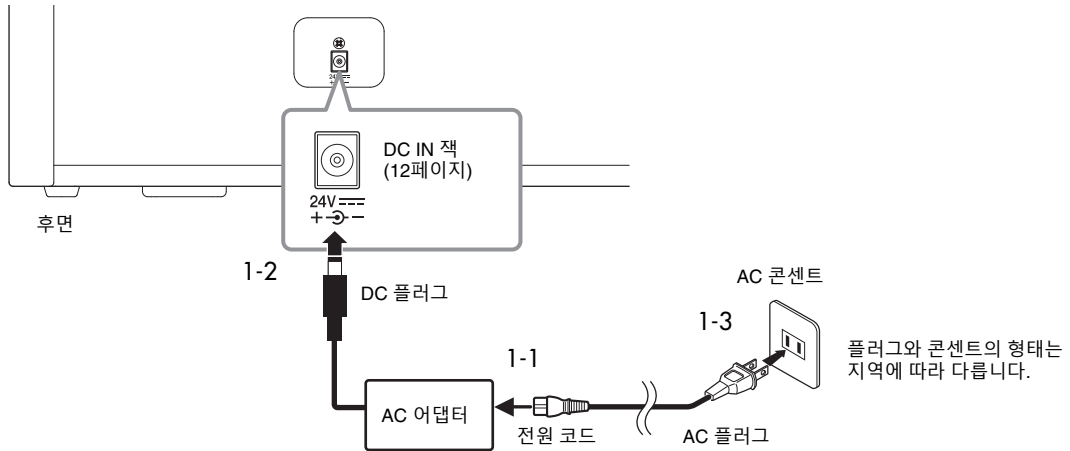 24V
+ −
DC IN 잭
(12페이지)
24V
+ −
후면
1-2
DC 플러그
AC 콘센트
1-3
플러그와 콘센트의 형태는
지역에 따라 다릅니다.
1-1
AC 어댑터
전원 코드
AC 플러그